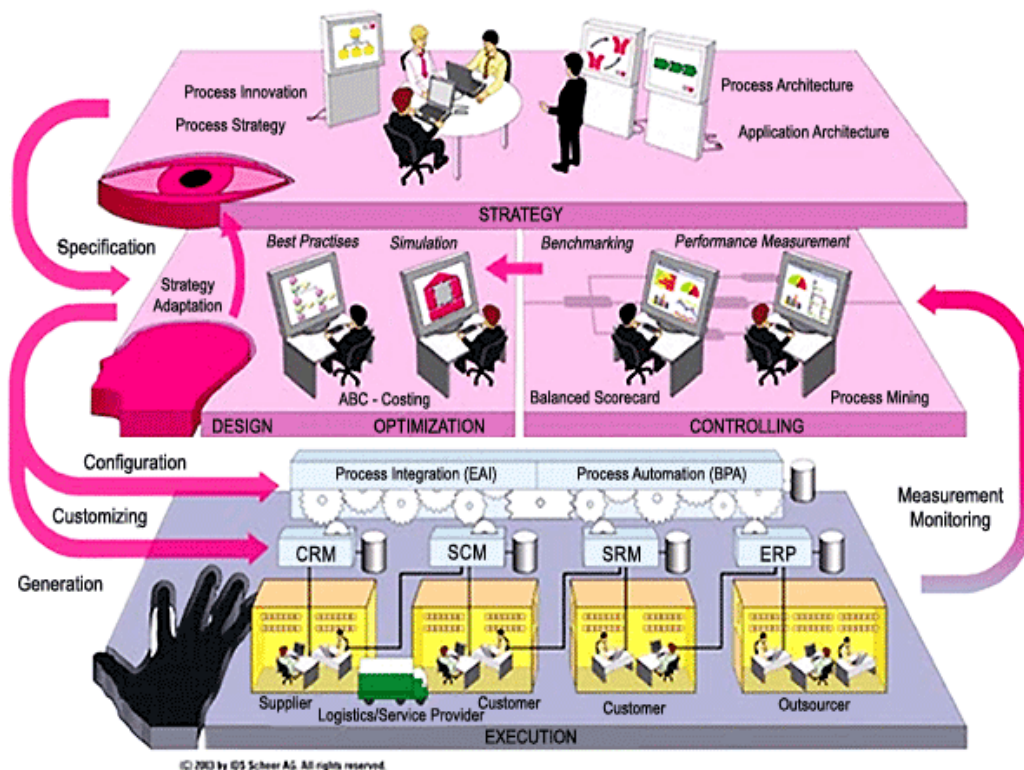 Process Innovation
Process Strategy
Process Architecture
Application Architecture
STRATEGY
Specification
Strategy
Adaptation
Best Practises
Simulation
Benchmarking
Performance Measurement
ABC - Costing
Balanced Scorecard
Process Mining
DESIGN
OPTIMIZATION
CONTROLLING
Configuration
Customizing
Generation
Measurement
Monitoring
Process Integration (EAI)
Process Automation (BPA)
CRM
SCM
SRM
ERP
Supplier
Logistics/Service Provider
Customer
Customer
Outsourcer
EXECUTION
(C) 2003 by IDS Scheer AG. All rights reserved.